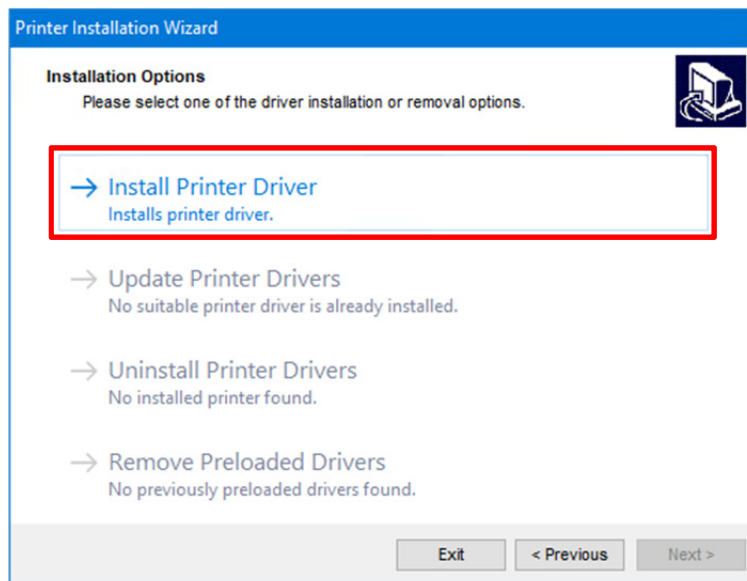 Printer Installation Wizard
Installation Options
Please select one of the driver installation or removal options.
Install Printer Driver
Installs printer driver.
Update Printer Drivers
No suitable printer driver is already installed.
Uninstall Printer Drivers
No installed printer found.
Remove Preloaded Drivers
No previously preloaded drivers found.
Exit
< Previous
Next >